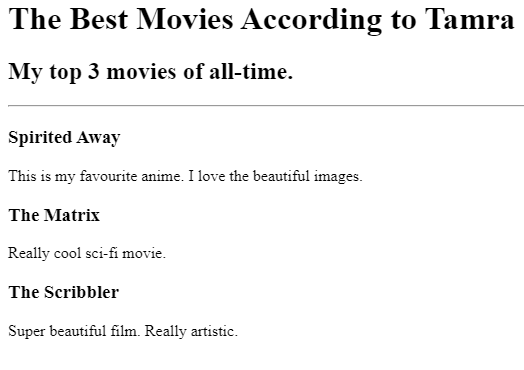 The Best Movies According to Tamra
My top 3 movies of all-time.
Spirited Away
This is my favourite anime. I love the beautiful images.
The Matrix
Really cool sci-fi movie.
The Scribbler
Super beautiful film. Really artistic.